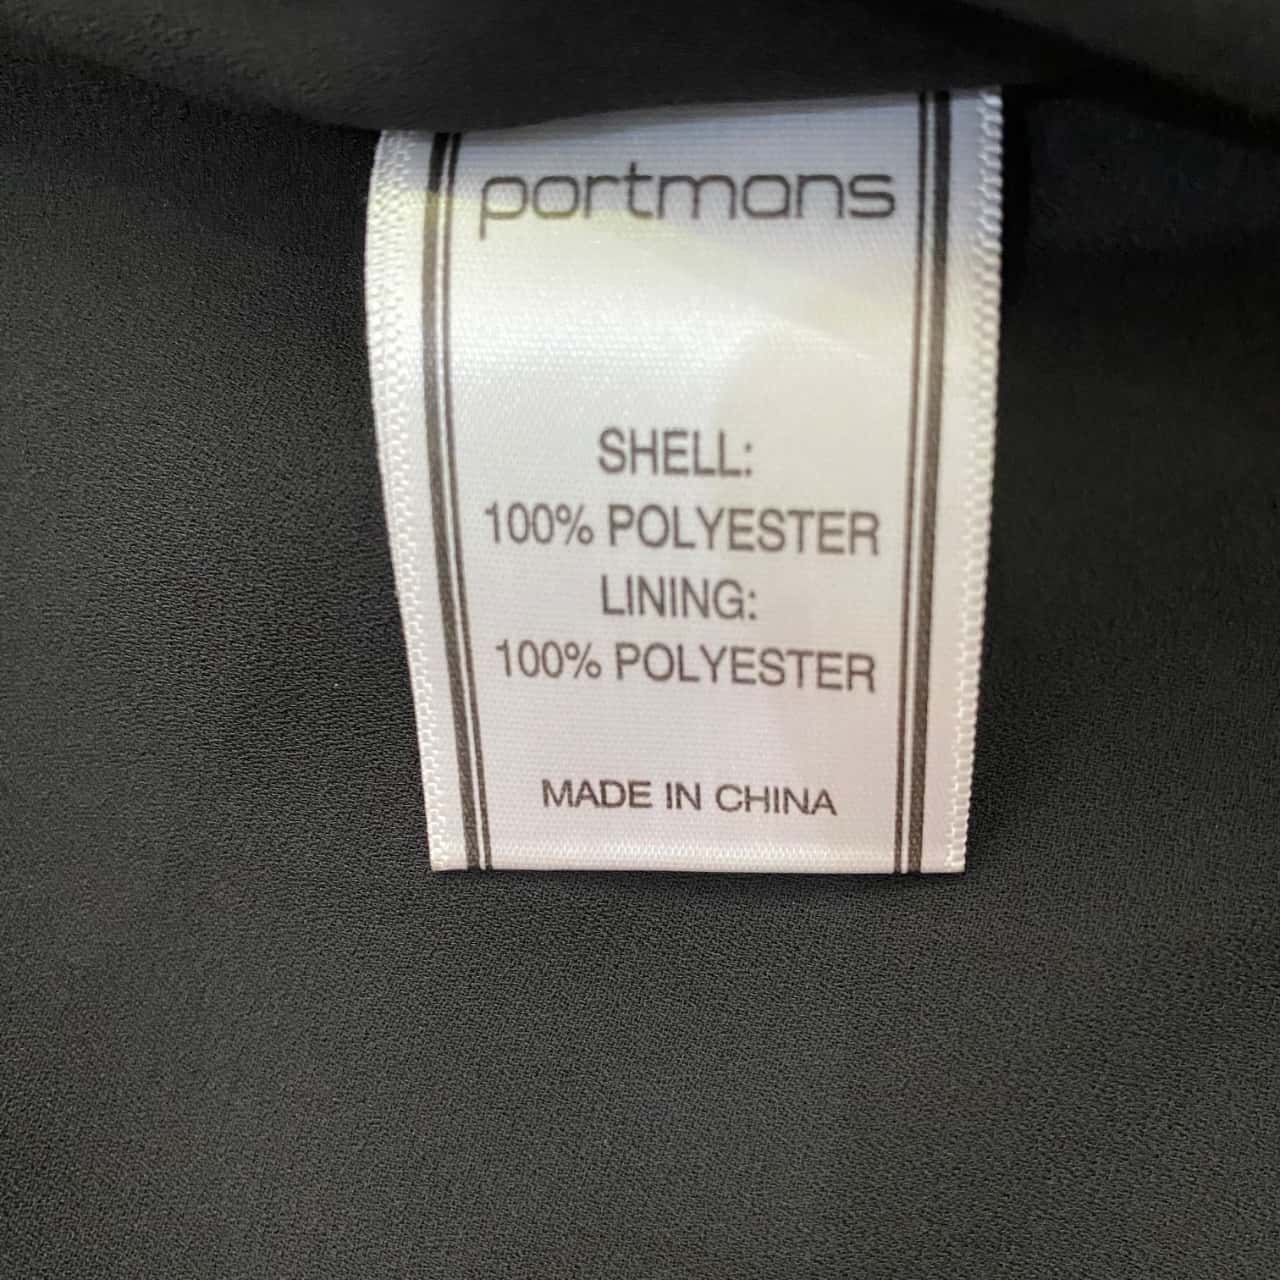 portmans
SHELL:
100% POLYESTER
LINING:
100% POLYESTER
MADE IN CHINA